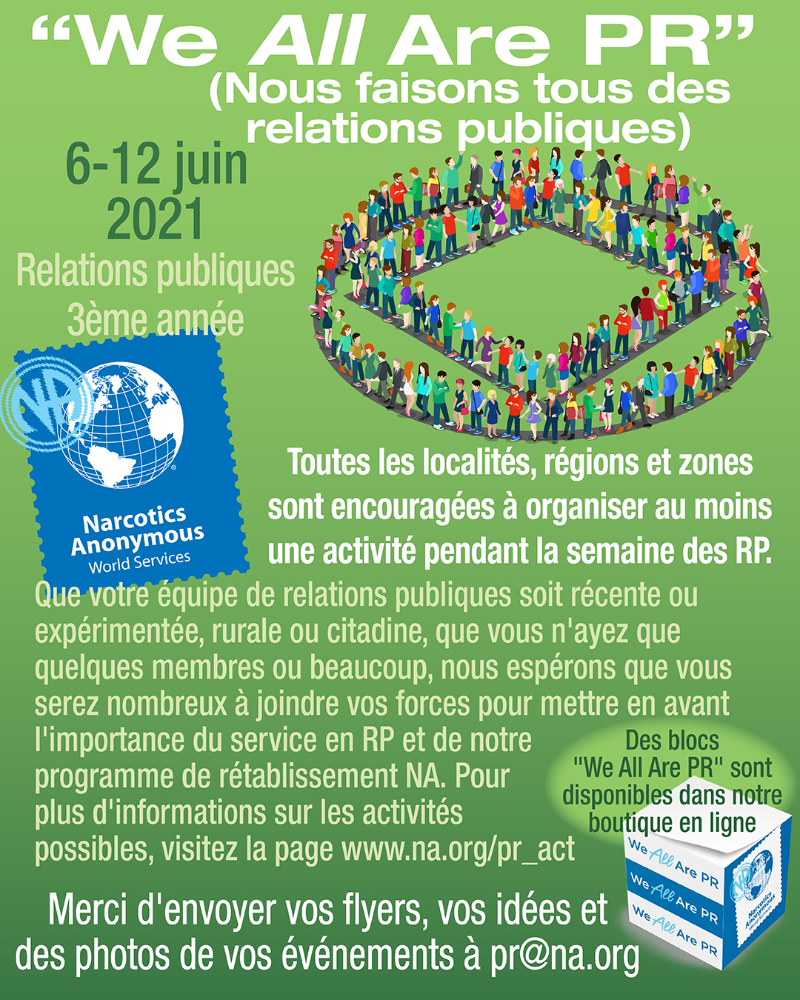 “We All Are PR”
(Nous faisons tous des
relations publiques)
6-12 juin
2021
Relations publiques
3ème année
NA
®
Narcotics
Anonymous
World Services
Toutes les localités, régions et zones
sont encouragées à organiser au moins
une activité pendant la semaine des RP.
Que votre équipe de relations publiques soit récente ou
expérimentée, rurale ou citadine, que vous n'ayez que
quelques membres ou beaucoup, nous espérons que vous
serez nombreux à joindre vos forces pour mettre en avant
l'importance du service en RP et de notre
programme de rétablissement NA. Pour
plus d'informations sur les activités
possibles, visitez la page www.na.org/pr_act
Des blocs
"We All Are PR" sont
disponibles dans notre
boutique en ligne
We All Are PR
We All Are PR
We All Are PR
NA
Narcotics
Anonymous
World Services
Merci d'envoyer vos flyers, vos idées et
des photos de vos événements à pr@na.org